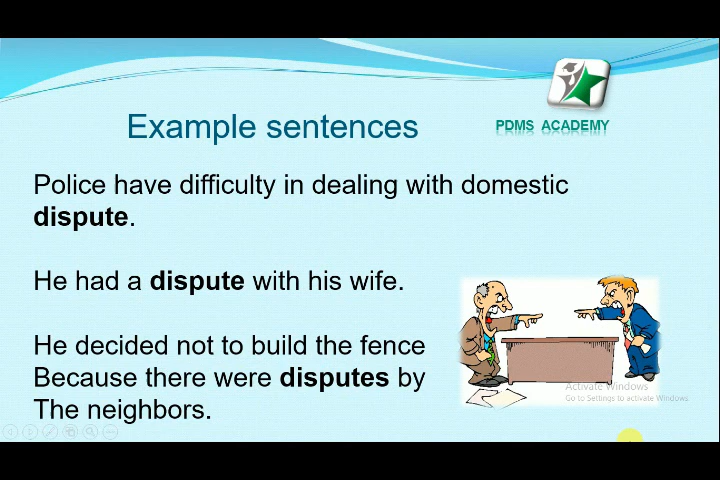 Example sentences
PDMS ACADEMY
Police have difficulty in dealing with domestic
dispute.
He had a dispute with his wife.
He decided not to build the fence
Because there were disputes by
The neighbors.
Activate Windows
Go to Settings to activate Windows.